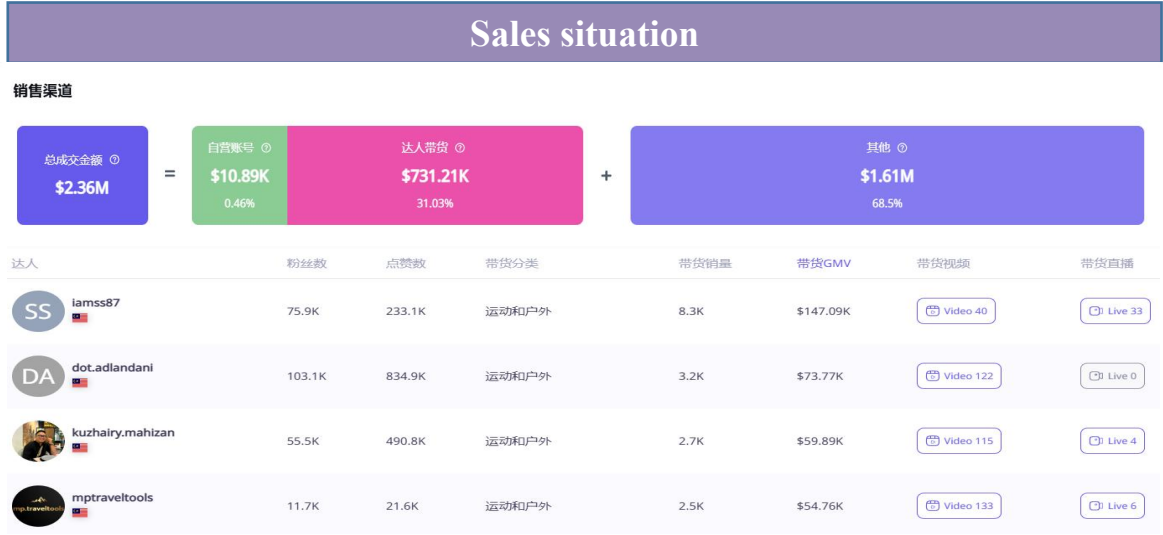 Sales situation
销售渠道
总成交金额
$2.36M
=
自营账号
$10.89K
0.46%
达人带货
$731.21K
31.03%
+
其他
$1.61M
68.5%
达人 粉丝数 点赞数 带货分类 带货销量 带货GMV 带货视频 带货直播
SS iamss87 75.9K 233.1K 运动和户外 8.3K $147.09K Video 40 Live 33
DA dot.adlandani 103.1K 834.9K 运动和户外 3.2K $73.77K Video 122 Live 0
kuzhairy.mahizan 55.5K 490.8K 运动和户外 2.7K $59.89K Video 115 Live 4
mp.traveltools mptraveltools 11.7K 21.6K 运动和户外 2.5K $54.76K Video 133 Live 6